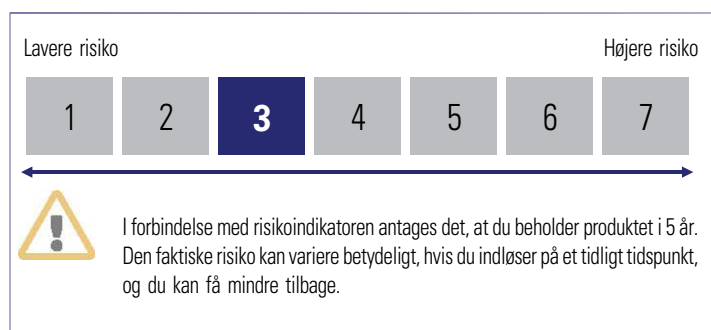 Lavere risiko Højere risiko
1 2 3 4 5 6 7
I forbindelse med risikoindikatoren antages det, at du beholder produktet i 5 år.
Den faktiske risiko kan variere betydeligt, hvis du indløser på et tidligt tidspunkt,
og du kan få mindre tilbage.